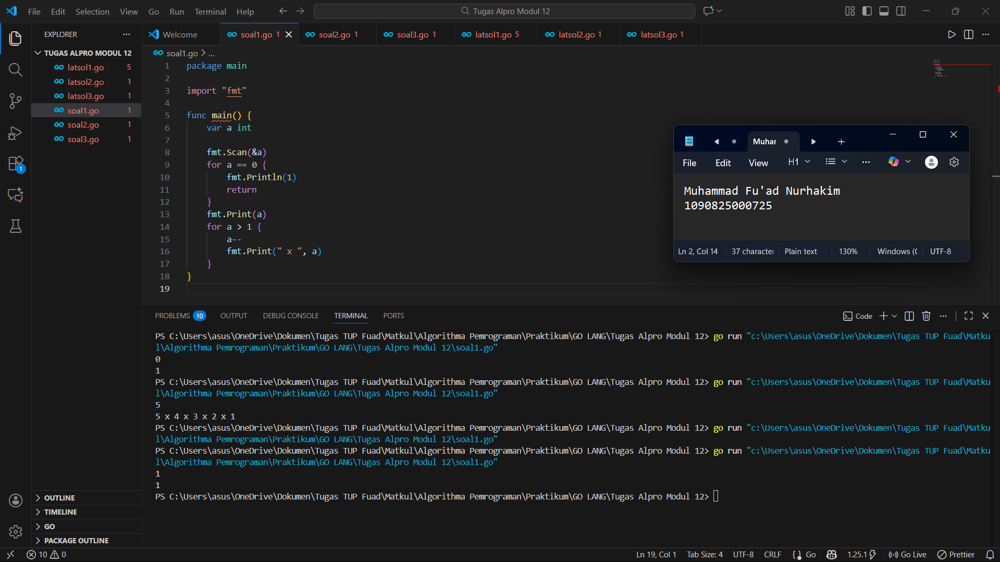 File Edit Selection View Go Run Terminal Help
Tugas Alpro Modul 12
EXPLORER
TUGAS ALPRO MODUL 12
latsol1.go 5
latsol2.go 1
latsol3.go 1
soal1.go 1
soal2.go 1
soal3.go 1
1
OUTLINE
TIMELINE
GO
PACKAGE OUTLINE
Welcome
soal1.go 1
soal2.go 1
soal3.go 1
latsol1.go 5
latsol2.go 1
latsol3.go 1
soal1.go > ...
1 package main
2
3 import "fmt"
4
5 func main() {
6 var a int
7
8 fmt.Scan(&a)
9 for a == 0 {
10 fmt.Println(1)
11 return
12 }
13 fmt.Print(a)
14 for a > 1 {
15 a--
16 fmt.Print(" x ", a)
17 }
18 }
19
Muhar
File Edit View H1
Muhammad Fu'ad Nurhakim
1090825000725
Ln 2, Col 14 37 character Plain text 130% Windows (C UTF-8
PROBLEMS 10 OUTPUT DEBUG CONSOLE TERMINAL PORTS
Code
PS C:\Users\asus\OneDrive\Dokumen\Tugas TUP Fuad\Matkul\Algorithma Pemrograman\Praktikum\GO LANG\Tugas Alpro Modul 12> go run "c:\Users\asus\OneDrive\Dokumen\Tugas TUP Fuad\Matku
l\Algorithma Pemrograman\Praktikum\GO LANG\Tugas Alpro Modul 12\soal1.go"
0
1
PS C:\Users\asus\OneDrive\Dokumen\Tugas TUP Fuad\Matkul\Algorithma Pemrograman\Praktikum\GO LANG\Tugas Alpro Modul 12> go run "c:\Users\asus\OneDrive\Dokumen\Tugas TUP Fuad\Matku
l\Algorithma Pemrograman\Praktikum\GO LANG\Tugas Alpro Modul 12\soal1.go"
5
5 x 4 x 3 x 2 x 1
PS C:\Users\asus\OneDrive\Dokumen\Tugas TUP Fuad\Matkul\Algorithma Pemrograman\Praktikum\GO LANG\Tugas Alpro Modul 12> go run "c:\Users\asus\OneDrive\Dokumen\Tugas TUP Fuad\Matku
l\Algorithma Pemrograman\Praktikum\GO LANG\Tugas Alpro Modul 12\soal1.go"
PS C:\Users\asus\OneDrive\Dokumen\Tugas TUP Fuad\Matkul\Algorithma Pemrograman\Praktikum\GO LANG\Tugas Alpro Modul 12> go run "c:\Users\asus\OneDrive\Dokumen\Tugas TUP Fuad\Matku
l\Algorithma Pemrograman\Praktikum\GO LANG\Tugas Alpro Modul 12\soal1.go"
1
1
PS C:\Users\asus\OneDrive\Dokumen\Tugas TUP Fuad\Matkul\Algorithma Pemrograman\Praktikum\GO LANG\Tugas Alpro Modul 12>
10 0 Ln 19, Col 1 Tab Size: 4 UTF-8 CRLF Go 1.25.1 Go Live Prettier